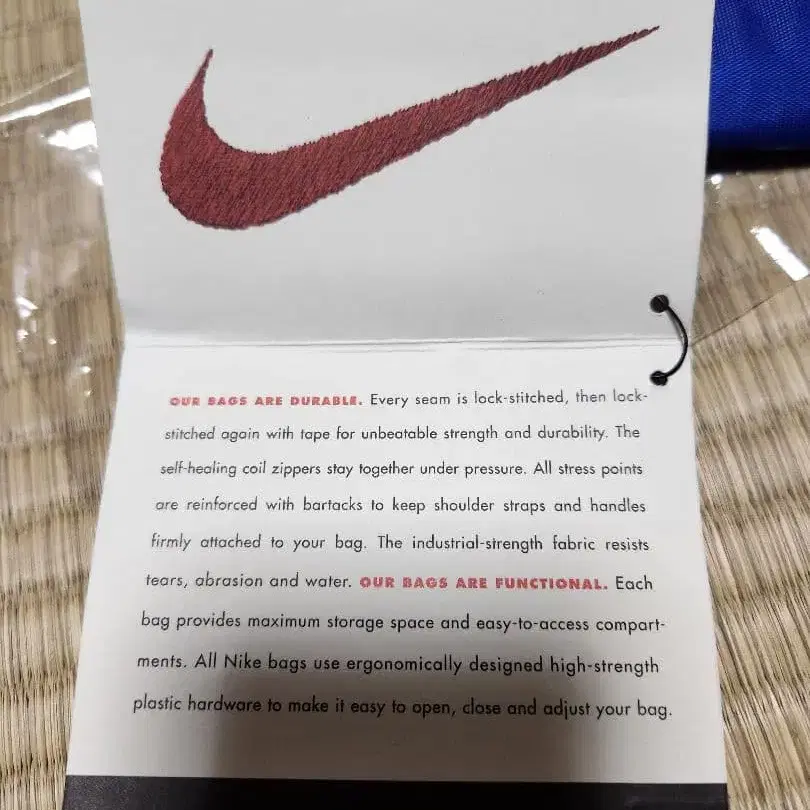 OUR BAGS ARE DURABLE. Every seam is lock-stitched, then lock-
stitched again with tape for unbeatable strength and durability. The
self-healing coil zippers stay together under pressure. All stress points
are reinforced with bartacks to keep shoulder straps and handles
firmly attached to your bag. The industrial-strength fabric resists
tears, abrasion and water. OUR BAGS ARE FUNCTIONAL. Each
bag provides maximum storage space and easy-to-access compart-
ments. All Nike bags use ergonomically designed high-strength
plastic hardware to make it easy to open, close and adjust your bag.